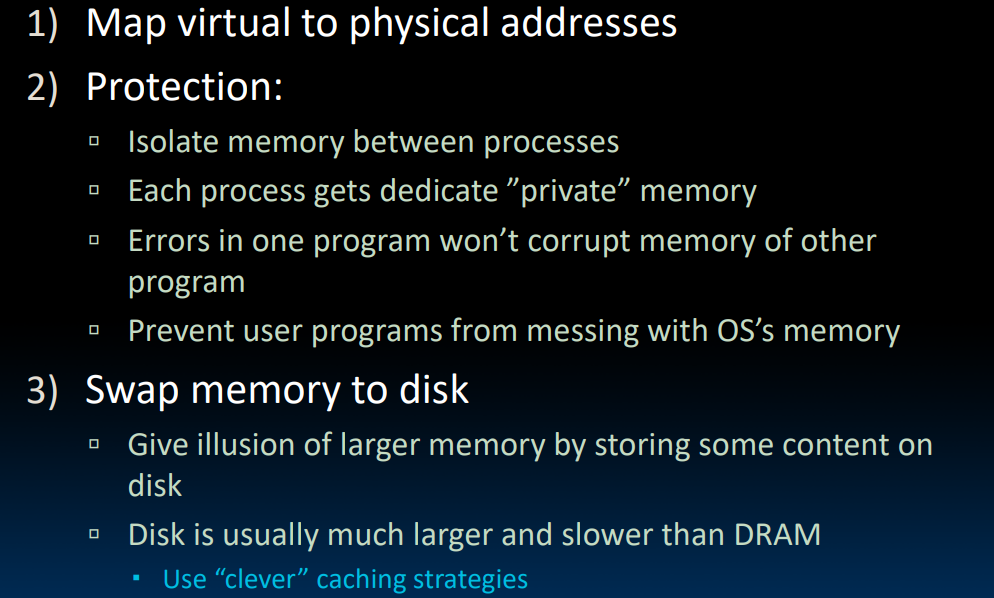 1) Map virtual to physical addresses
2) Protection:
▫ Isolate memory between processes
▫ Each process gets dedicate ”private” memory
▫ Errors in one program won’t corrupt memory of other
program
▫ Prevent user programs from messing with OS’s memory
3) Swap memory to disk
▫ Give illusion of larger memory by storing some content on
disk
▫ Disk is usually much larger and slower than DRAM
▪ Use “clever” caching strategies